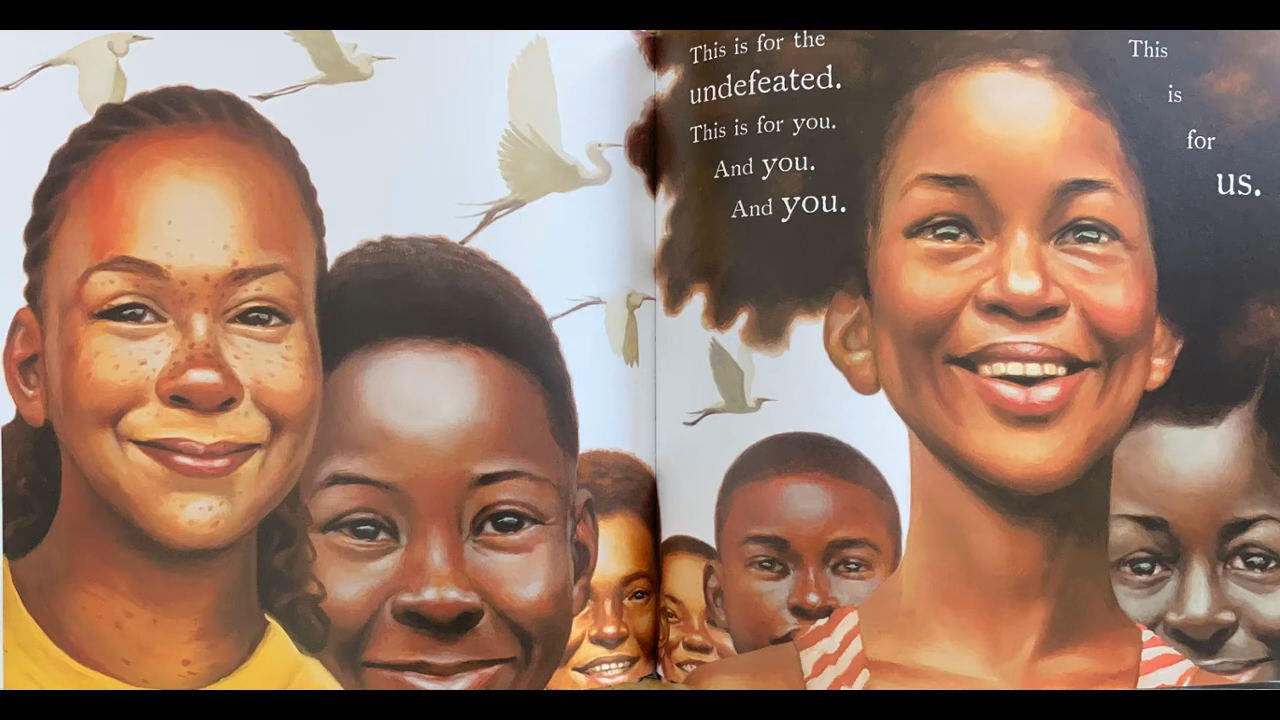 This is for the
undefeated.
This is for you.
And you.
And you.
This
is
for
us.